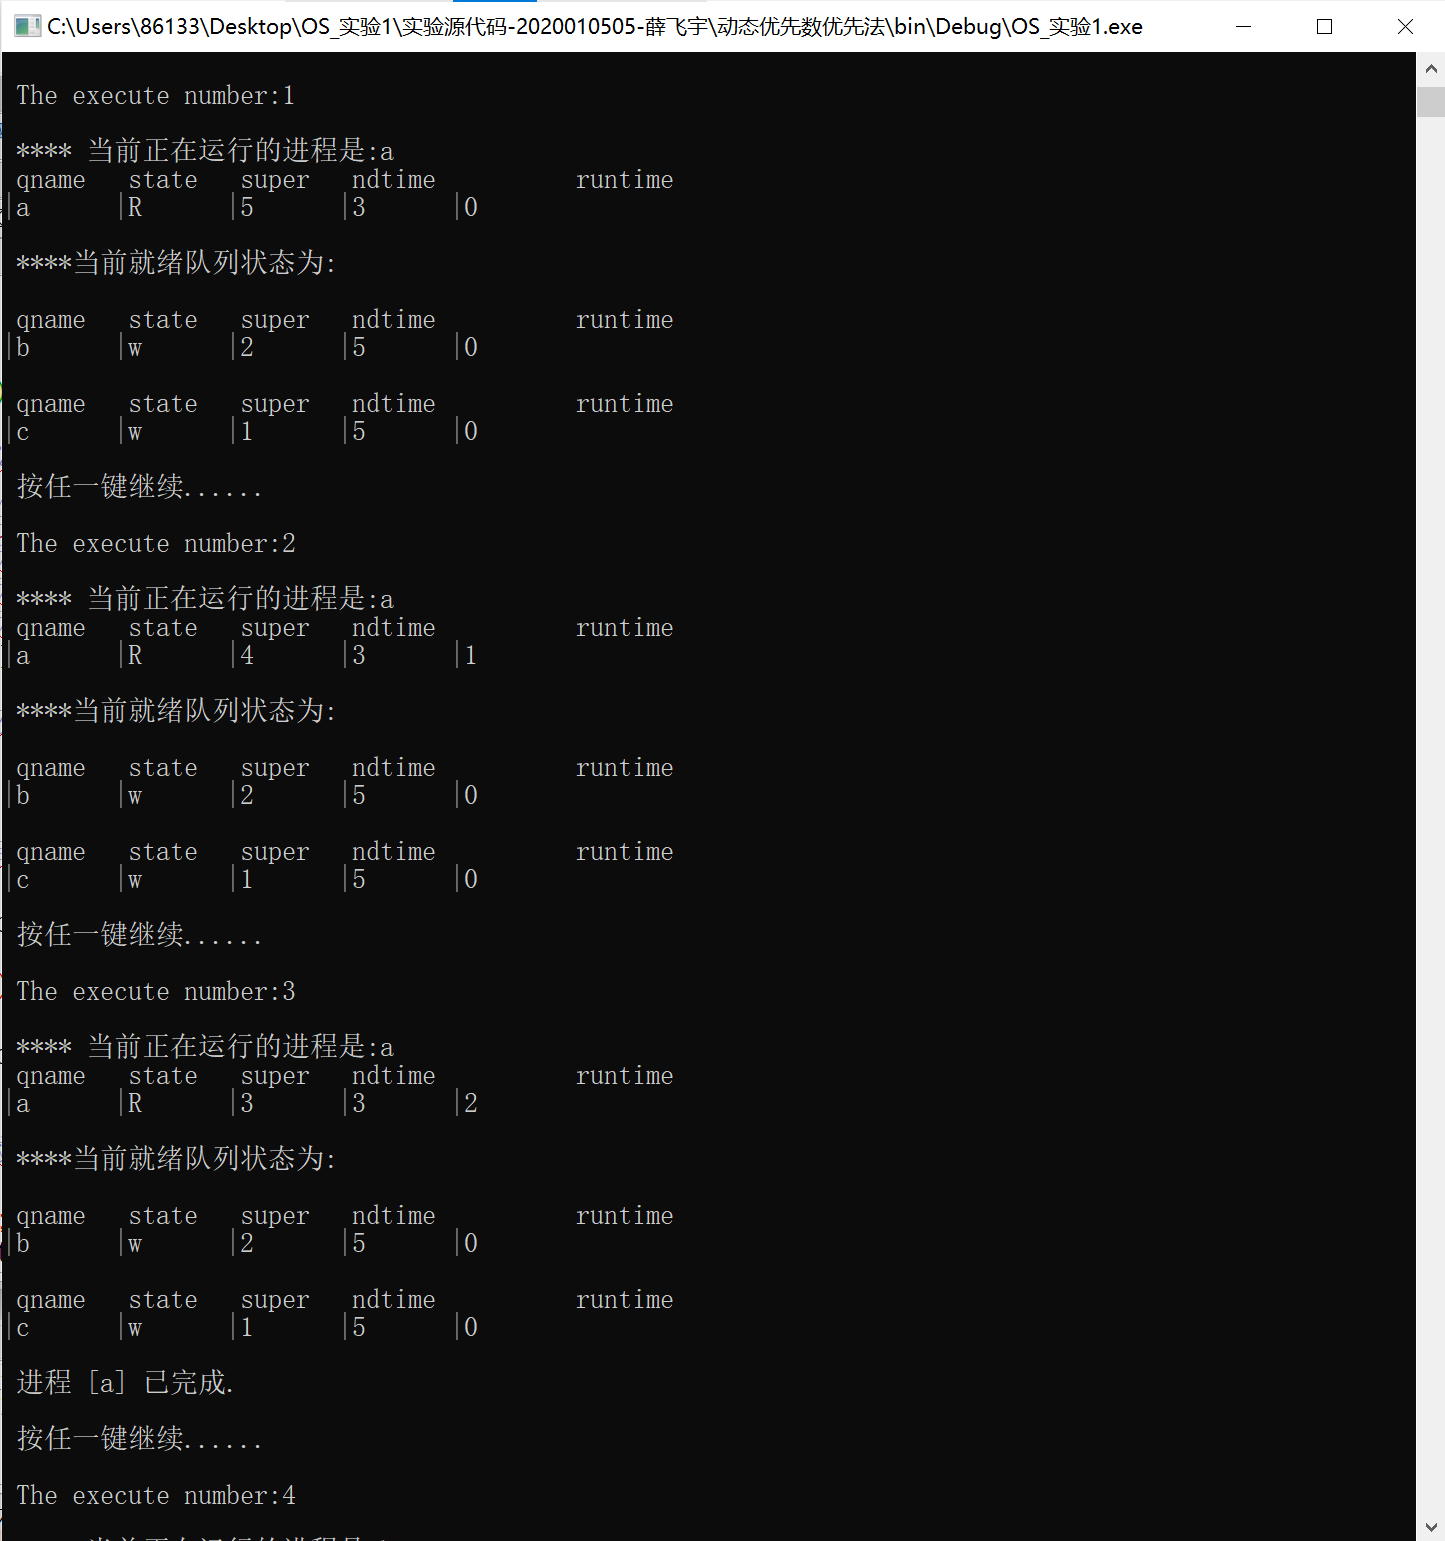 C:\Users\86133\Desktop\OS_实验1\实验源代码-2020010505-薛飞宇\动态优先数优先法\bin\Debug\OS_实验1.exe
The execute number:1
**** 当前正在运行的进程是:a
qname state super ndtime runtime
|a |R |5 |3 |0
****当前就绪队列状态为:
qname state super ndtime runtime
|b |w |2 |5 |0
qname state super ndtime runtime
|c |w |1 |5 |0
按任一键继续......
The execute number:2
**** 当前正在运行的进程是:a
qname state super ndtime runtime
|a |R |4 |3 |1
****当前就绪队列状态为:
qname state super ndtime runtime
|b |w |2 |5 |0
qname state super ndtime runtime
|c |w |1 |5 |0
按任一键继续......
The execute number:3
**** 当前正在运行的进程是:a
qname state super ndtime runtime
|a |R |3 |3 |2
****当前就绪队列状态为:
qname state super ndtime runtime
|b |w |2 |5 |0
qname state super ndtime runtime
|c |w |1 |5 |0
进程 [a] 已完成.
按任一键继续......
The execute number:4